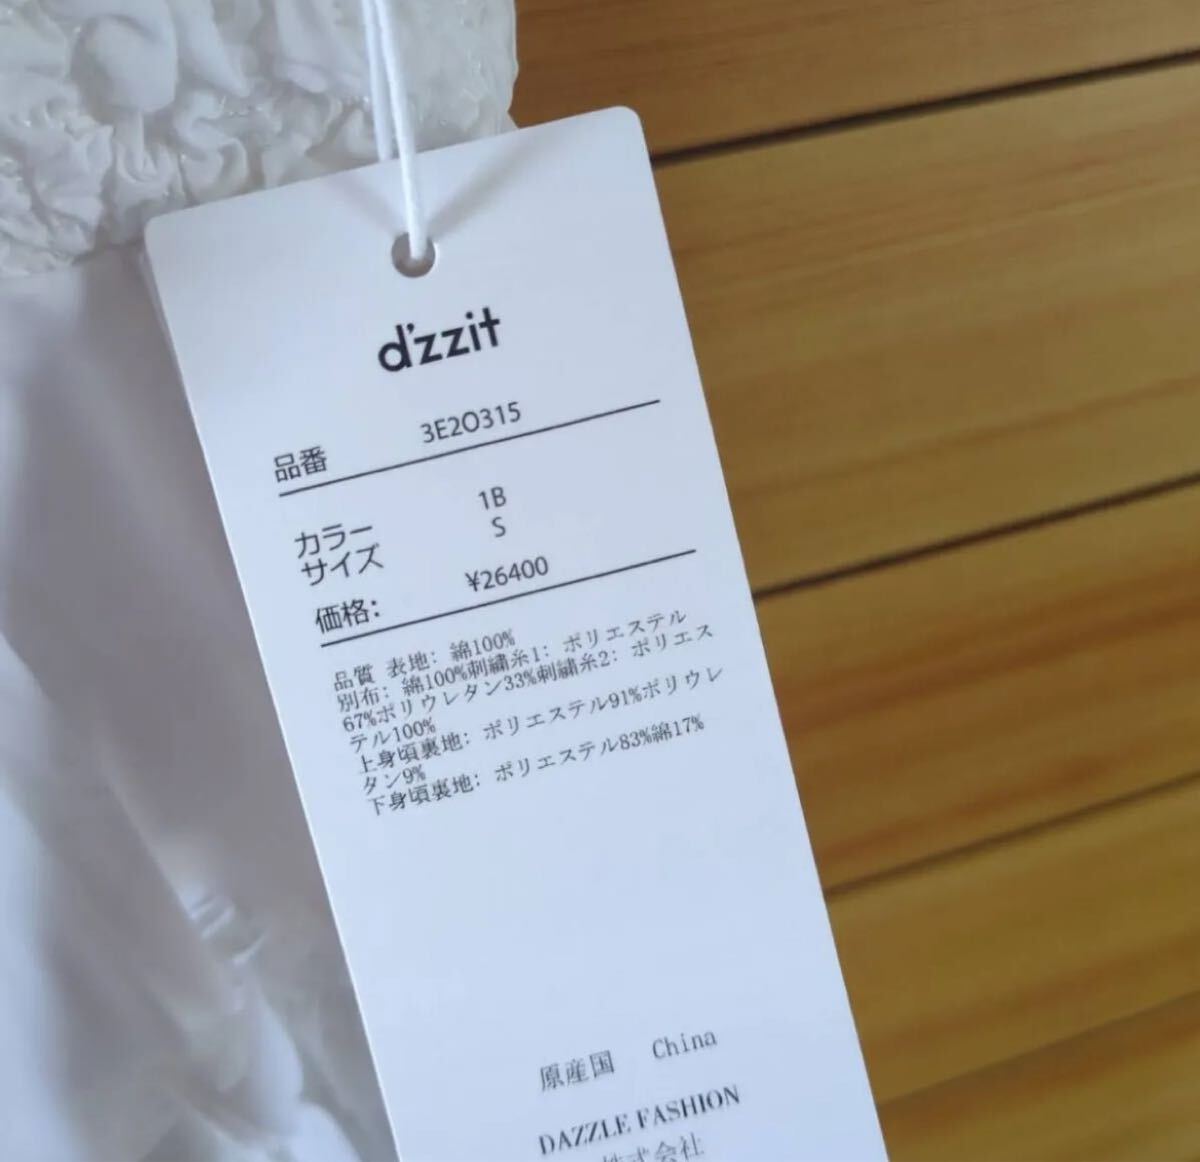 d'zzit
品番 3E2O315
カラー 1B
サイズ S
価格: ¥26400
品質 表地: 綿100%
別布: 綿100%刺繍糸1: ポリエステル
67%ポリウレタン33%刺繍糸2: ポリエス
テル100%
上身頃裏地: ポリエステル91%ポリウレ
タン9%
下身頃裏地: ポリエステル83%綿17%
原産国 China
DAZZLE FASHION
株式会社